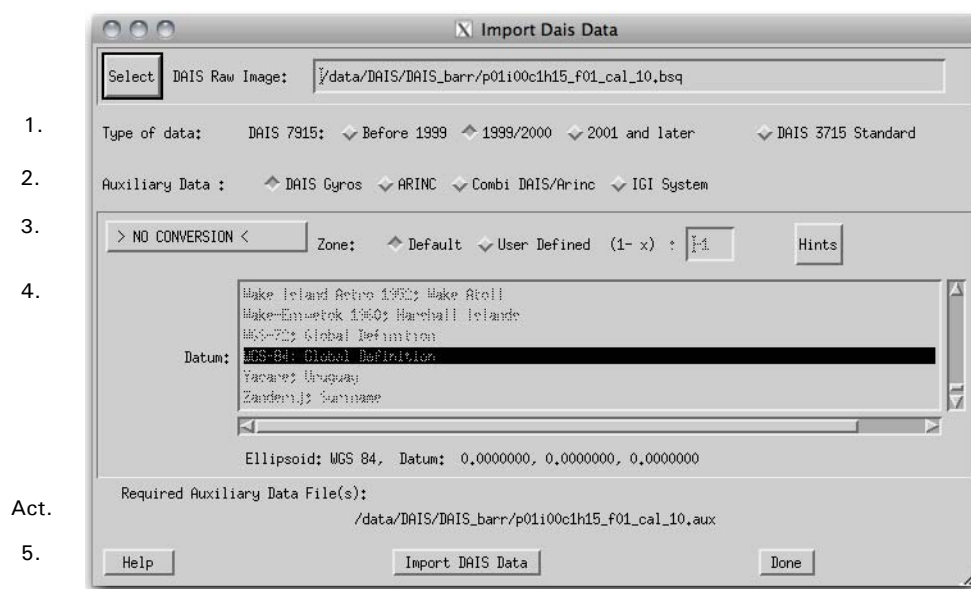 Import Dais Data
Select DAIS Raw Image: /data/DAIS/DAIS_barr/p01i00c1h15_f01_cal_10.bsq
1. Type of data: DAIS 7915: Before 1999 1999/2000 2001 and later DAIS 3715 Standard
2. Auxiliary Data : DAIS Gyros ARINC Combi DAIS/Arinc IGI System
3. > NO CONVERSION < Zone: Default User Defined (1- x) : -1 Hints
4.
Wake Island Astro 1952; Wake Atoll
Wake-Eniwetok 1960; Marshall Islands
WGS-72; Global Definition
Datum: WGS-84; Global Definition
Yacare; Uruguay
Zanderij; Suriname
Ellipsoid: WGS 84, Datum: 0.0000000, 0.0000000, 0.0000000
Required Auxiliary Data File(s):
Act. /data/DAIS/DAIS_barr/p01i00c1h15_f01_cal_10.aux
5. Help Import DAIS Data Done